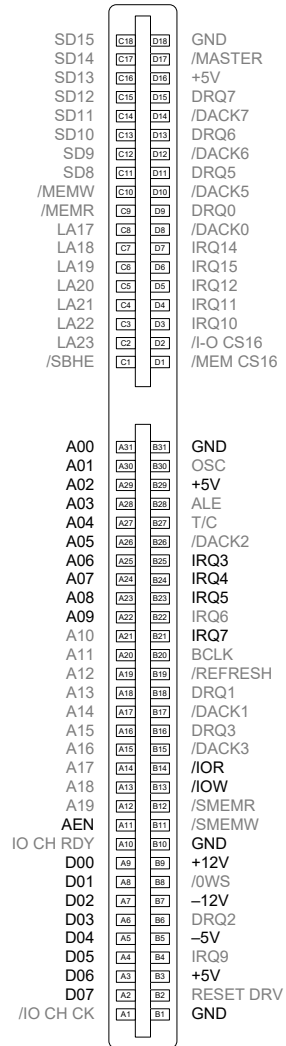 SD15 C18 D18 GND
SD14 C17 D17 /MASTER
SD13 C16 D16 +5V
SD12 C15 D15 DRQ7
SD11 C14 D14 /DACK7
SD10 C13 D13 DRQ6
SD9 C12 D12 /DACK6
SD8 C11 D11 DRQ5
/MEMW C10 D10 /DACK5
/MEMR C9 D9 DRQ0
LA17 C8 D8 /DACK0
LA18 C7 D7 IRQ14
LA19 C6 D6 IRQ15
LA20 C5 D5 IRQ12
LA21 C4 D4 IRQ11
LA22 C3 D3 IRQ10
LA23 C2 D2 /I-O CS16
/SBHE C1 D1 /MEM CS16
A00 A31 B31 GND
A01 A30 B30 OSC
A02 A29 B29 +5V
A03 A28 B28 ALE
A04 A27 B27 T/C
A05 A26 B26 /DACK2
A06 A25 B25 IRQ3
A07 A24 B24 IRQ4
A08 A23 B23 IRQ5
A09 A22 B22 IRQ6
A10 A21 B21 IRQ7
A11 A20 B20 BCLK
A12 A19 B19 /REFRESH
A13 A18 B18 DRQ1
A14 A17 B17 /DACK1
A15 A16 B16 DRQ3
A16 A15 B15 /DACK3
A17 A14 B14 /IOR
A18 A13 B13 /IOW
A19 A12 B12 /SMEMR
AEN A11 B11 /SMEMW
IO CH RDY A10 B10 GND
D00 A9 B9 +12V
D01 A8 B8 /0WS
D02 A7 B7 –12V
D03 A6 B6 DRQ2
D04 A5 B5 –5V
D05 A4 B4 IRQ9
D06 A3 B3 +5V
D07 A2 B2 RESET DRV
/IO CH CK A1 B1 GND